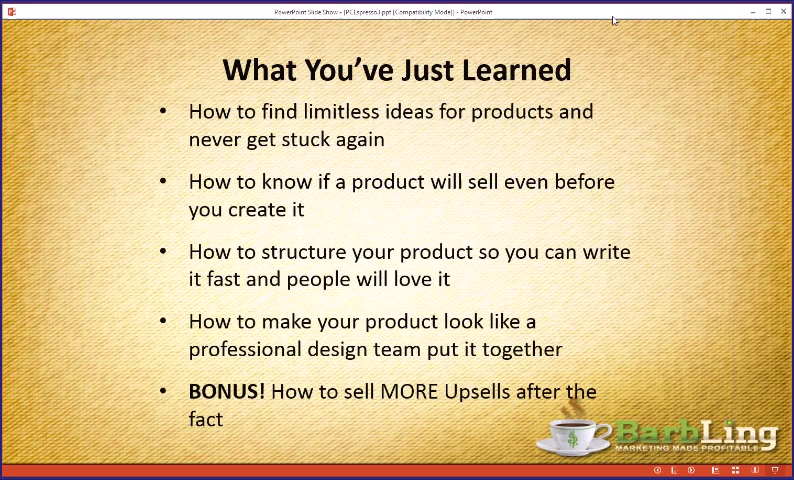 PowerPoint Slide Show - [PCEspresso3.ppt [Compatibility Mode]] - PowerPoint
What You've Just Learned
• How to find limitless ideas for products and
never get stuck again
• How to know if a product will sell even before
you create it
• How to structure your product so you can write
it fast and people will love it
• How to make your product look like a
professional design team put it together
• BONUS! How to sell MORE Upsells after the
fact
$
BarbLing
MARKETING MADE PROFITABLE